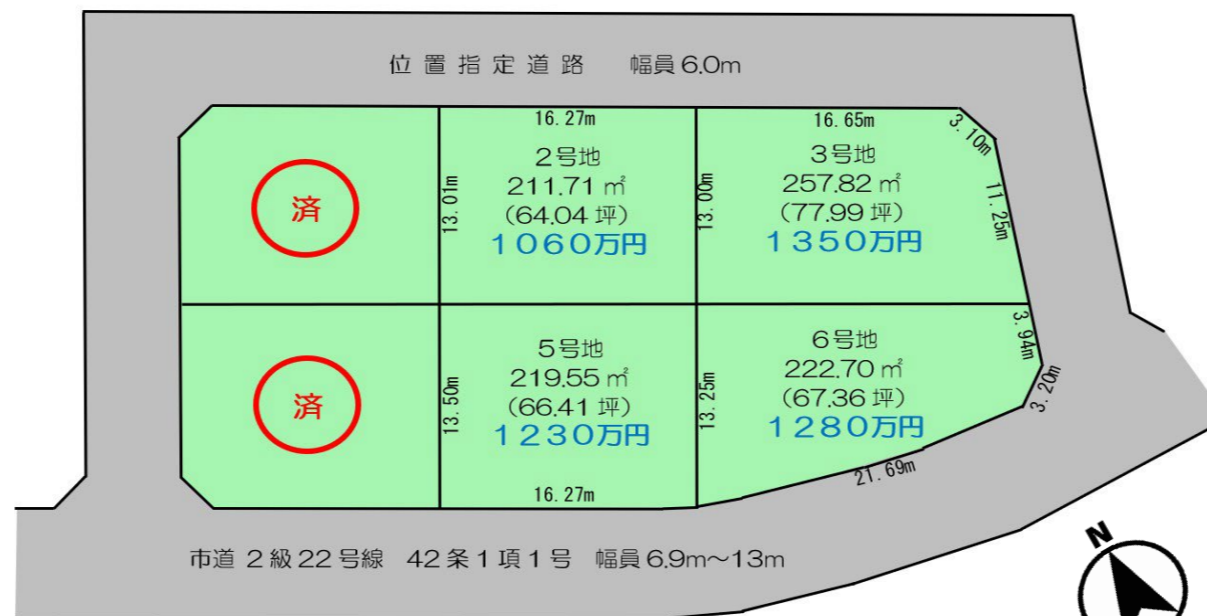 位置指定道路 幅員6.0m
16.27m
16.65m
3.10m
済
13.01m
2号地
211.71㎡
(64.04坪)
1060万円
13.00m
3号地
257.82㎡
(77.99坪)
1350万円
11.25m
済
13.50m
5号地
219.55㎡
(66.41坪)
1230万円
16.27m
13.25m
6号地
222.70㎡
(67.36坪)
1280万円
3.94m
3.20m
21.69m
市道2級22号線 42条1項1号 幅員6.9m～13m
N